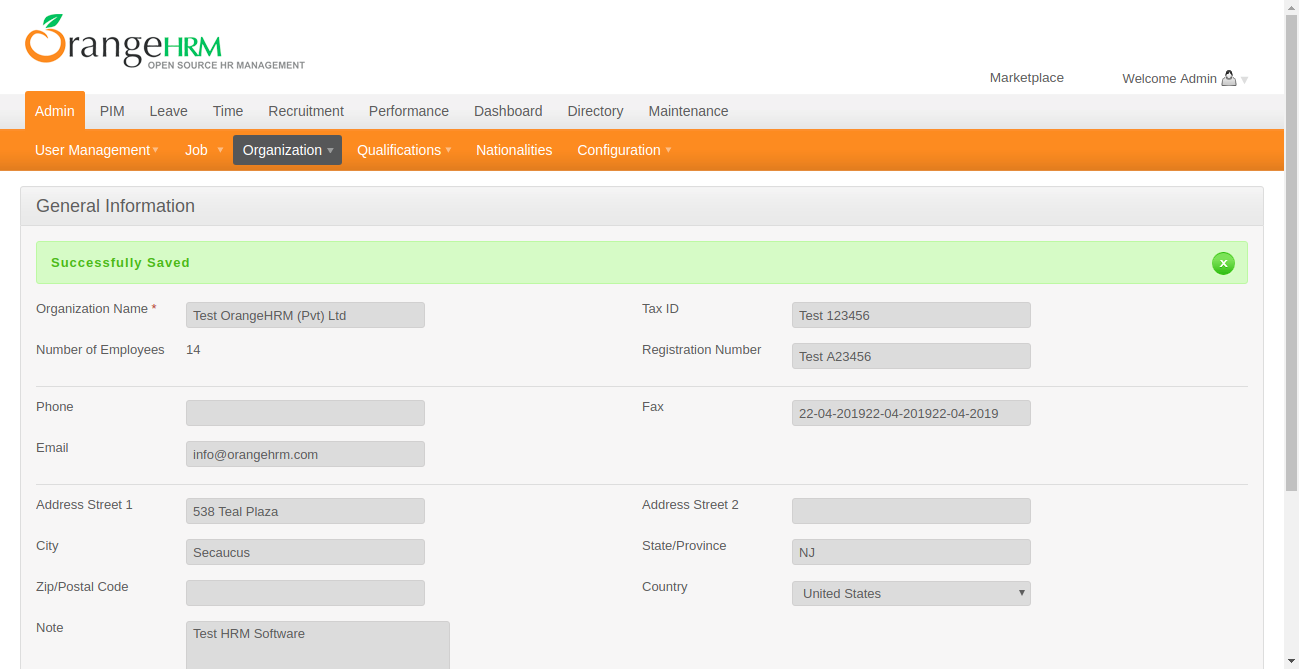 OrangeHRM
OPEN SOURCE HR MANAGEMENT
Marketplace
Welcome Admin
Admin PIM Leave Time Recruitment Performance Dashboard Directory Maintenance
User Management Job Organization Qualifications Nationalities Configuration
General Information
Successfully Saved
x
Organization Name * Test OrangeHRM (Pvt) Ltd Tax ID Test 123456
Number of Employees 14 Registration Number Test A23456
Phone Fax 22-04-201922-04-201922-04-2019
Email info@orangehrm.com
Address Street 1 538 Teal Plaza Address Street 2
City Secaucus State/Province NJ
Zip/Postal Code Country United States
Note Test HRM Software